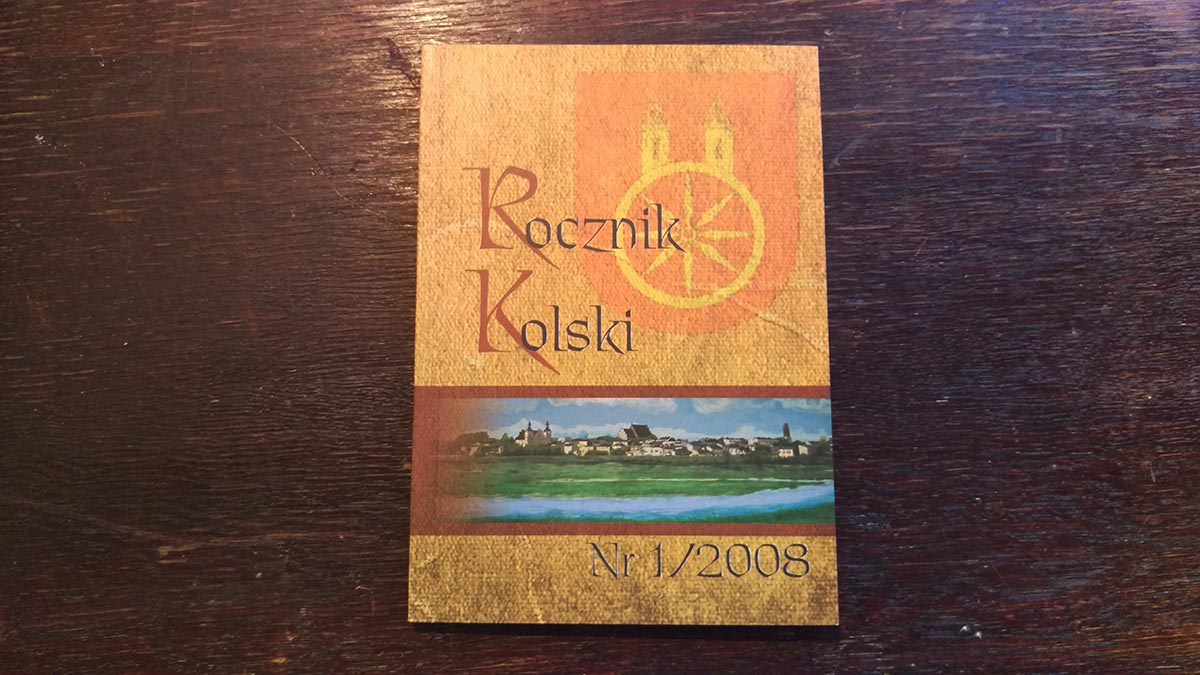 Rocznik
Kolski
Nr 1/2008